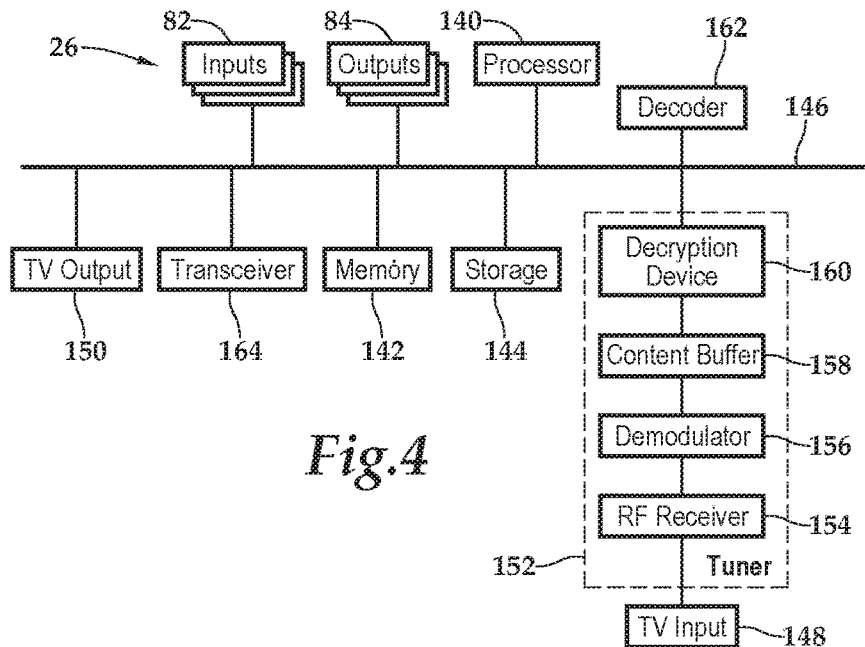 82
84
140
162
26
Inputs
Outputs
Processor
Decoder
146
TV Output
Transceiver
Memory
Storage
Decryption
Device
160
150
164
142
144
Content Buffer
158
Fig.4
Demodulator
156
RF Receiver
154
152
Tuner
TV Input
148